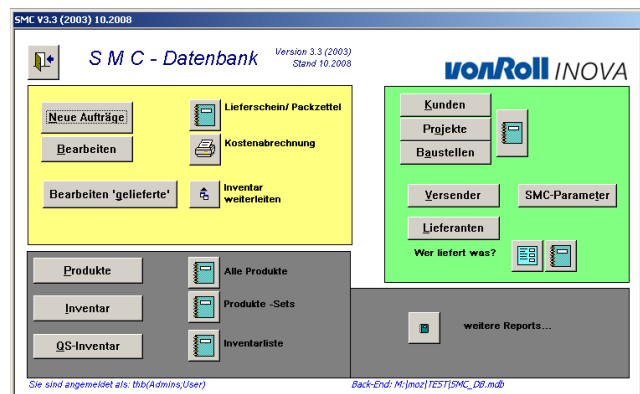 SMC V3.3 (2003) 10.2008
S M C - Datenbank
Version 3.3 (2003)
Stand 10.2008
vonRoll INOVA
Neue Aufträge
Lieferschein/ Packzettel
Bearbeiten
Kostenabrechnung
Bearbeiten 'gelieferte'
Inventar
weiterleiten
Kunden
Projekte
Baustellen
Versender
SMC-Parameter
Lieferanten
Wer liefert was?
Produkte
Alle Produkte
Inventar
Produkte -Sets
QS-Inventar
Inventarliste
weitere Reports...
Sie sind angemeldet als: thb(Admins;User)
Back-End: M:|moz|TEST|SMC_DB.mdb